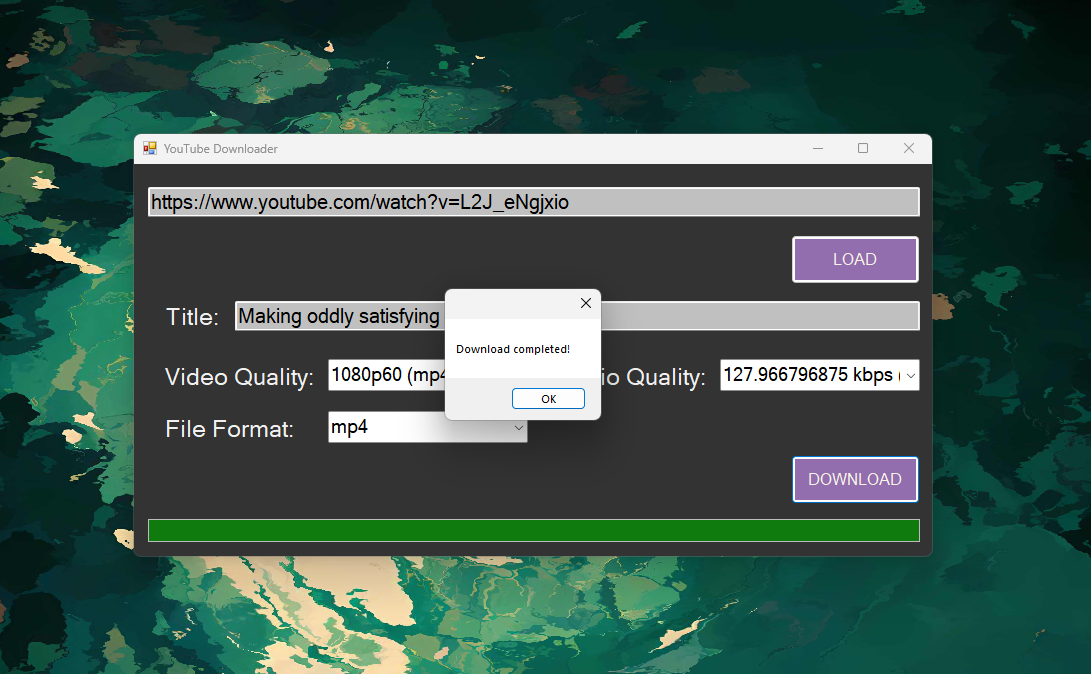 YouTube Downloader
https://www.youtube.com/watch?v=L2J_eNgjxio
LOAD
Title: Making oddly satisfying
Download completed!
Video Quality: 1080p60 (mp4 io Quality: 127.966796875 kbps (
OK
File Format: mp4
DOWNLOAD